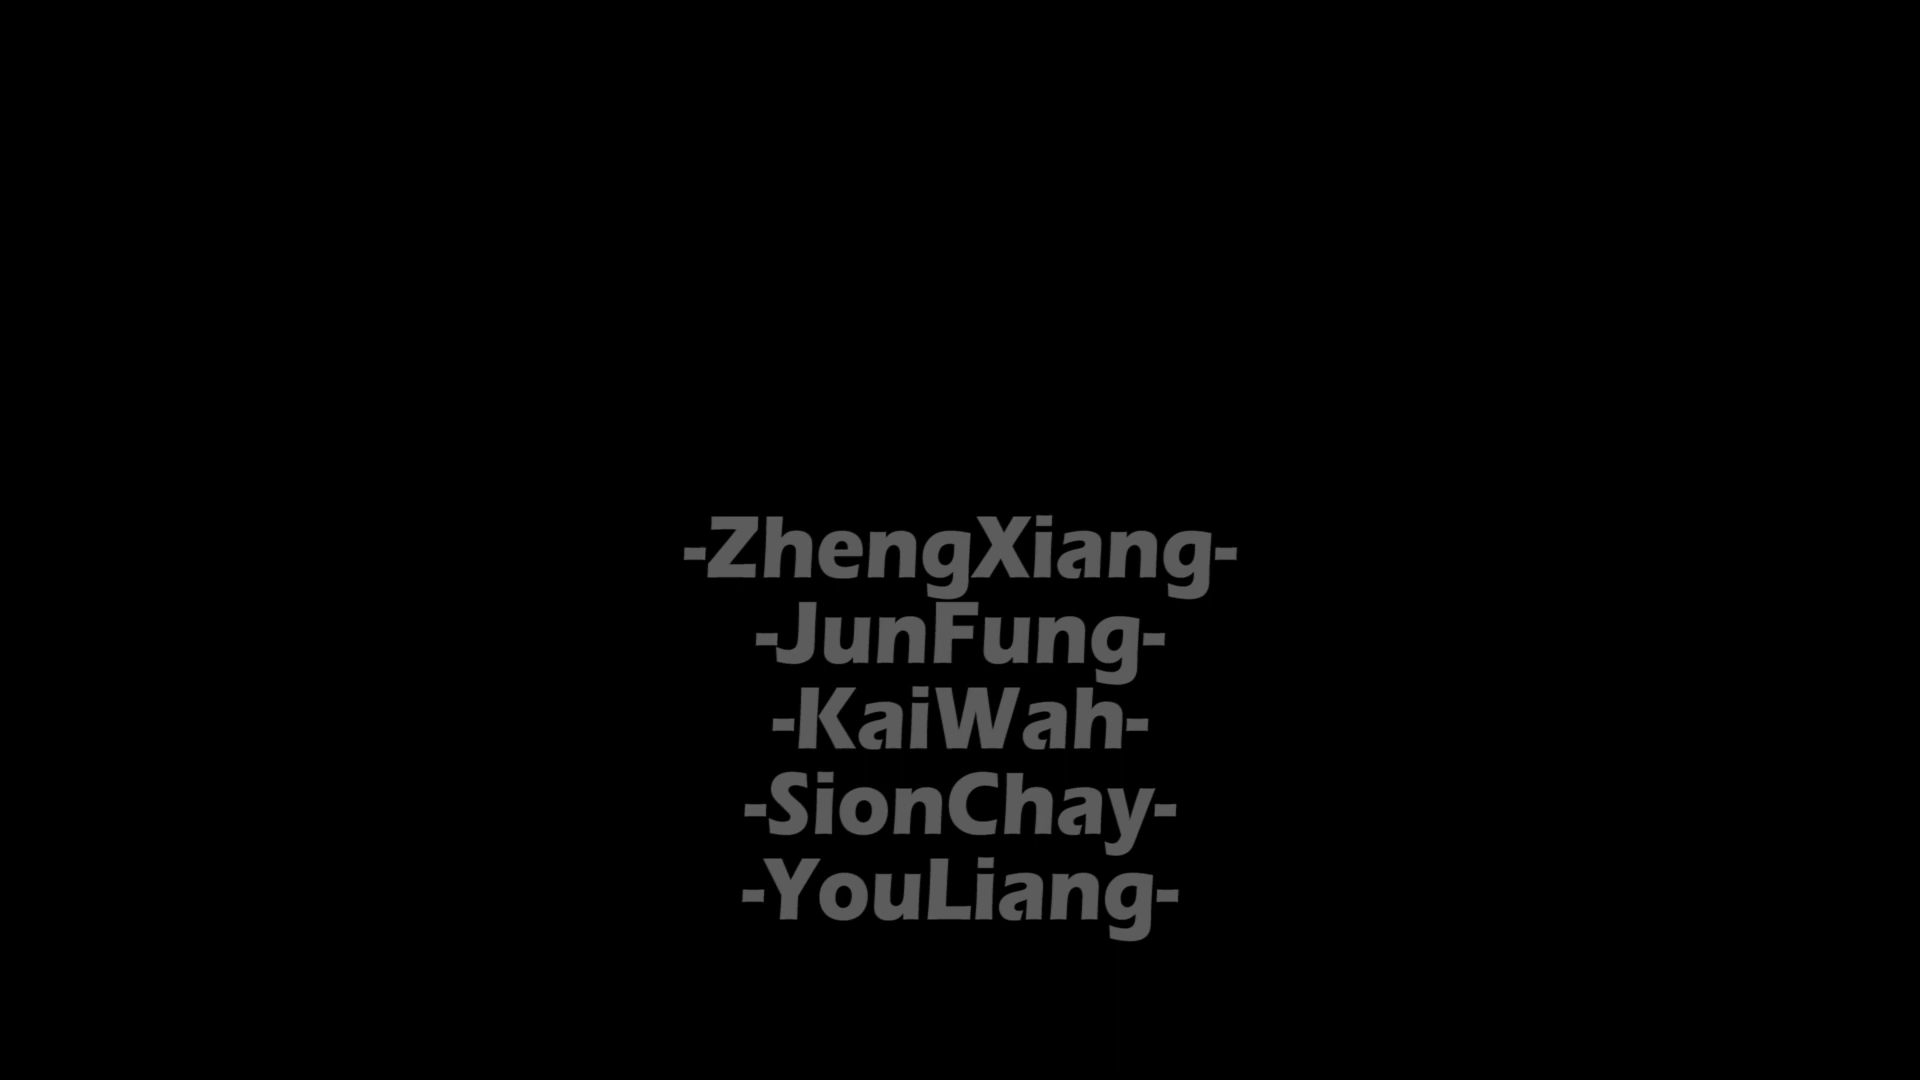 -ZhengXiang-
-JunFung-
-KaiWah-
-SionChay-
-YouLiang-